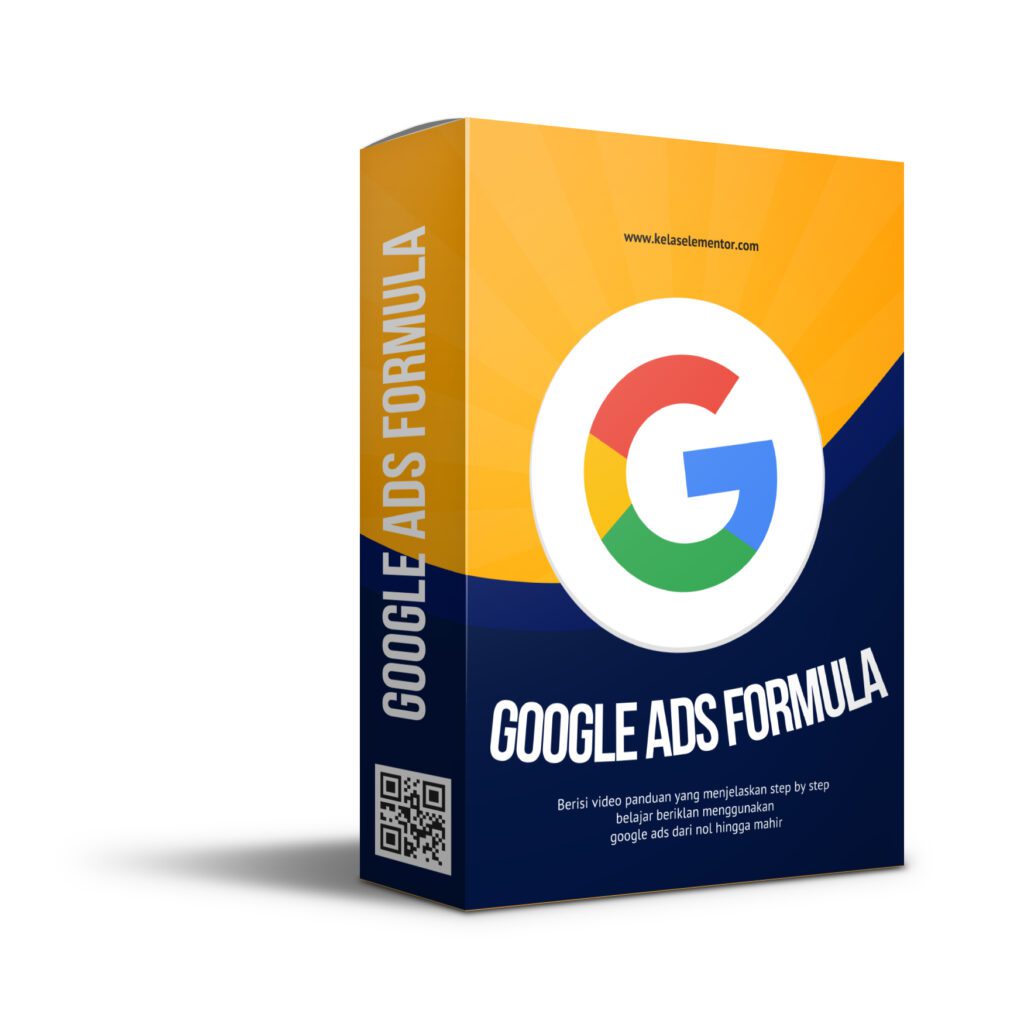 GOOGLE ADS FORMULA
www.kelaselementor.com
GOOGLE ADS FORMULA
Berisi video panduan yang menjelaskan step by step
belajar beriklan menggunakan
google ads dari nol hingga mahir